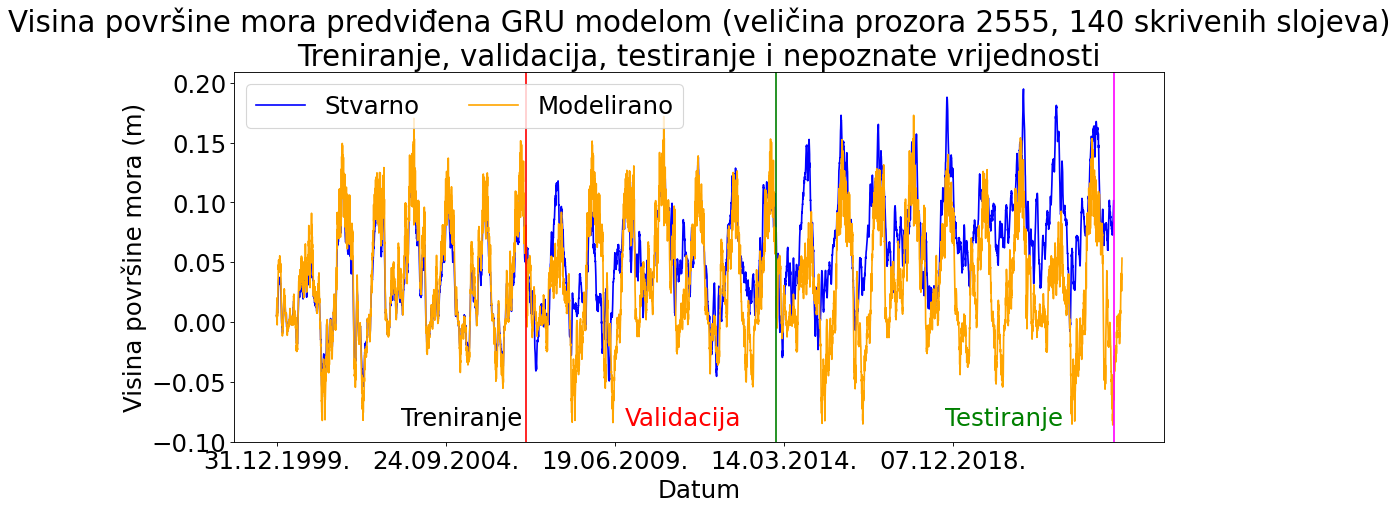 Visina površine mora predviđena GRU modelom (veličina prozora 2555, 140 skrivenih slojeva)
Treniranje, validacija, testiranje i nepoznate vrijednosti
Stvarno
Modelirano
Visina površine mora (m)
0.20
0.15
0.10
0.05
0.00
−0.05
−0.10
Treniranje
Validacija
Testiranje
31.12.1999.
24.09.2004.
19.06.2009.
14.03.2014.
07.12.2018.
Datum